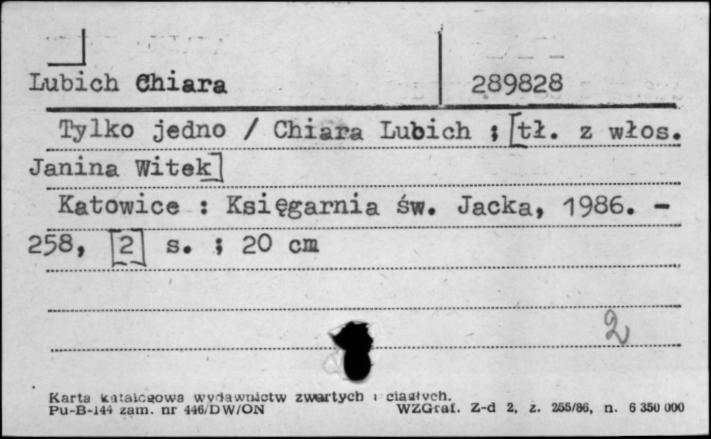 Lubich Chiara 289828
Tylko jedno / Chiara Lubich ; [tł. z włos.
Janina Witek]
Katowice : Księgarnia św. Jacka, 1986. -
258, [2] s. ; 20 cm
2
Karta katalogowa wydawnictw zwartych i ciągłych.
Pu-B-144 zam. nr 446/DW/ON WZGraf. Z-d 2, z. 255/86, n. 6 350 000